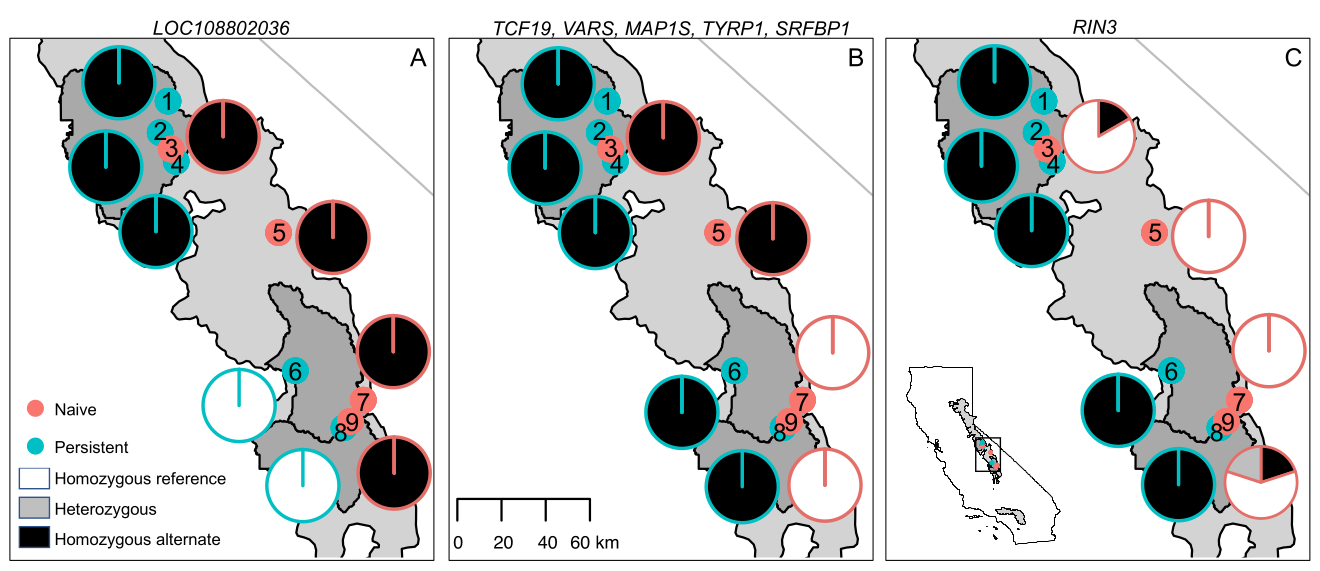 LOC108802036
TCF19, VARS, MAP1S, TYRP1, SRFBP1
RIN3
A
B
C
1
2
3
4
5
6
7
9
8
Naive
Persistent
Homozygous reference
Heterozygous
Homozygous alternate
1
2
3
4
5
6
7
9
8
0 20 40 60 km
1
2
3
4
5
6
7
9
8